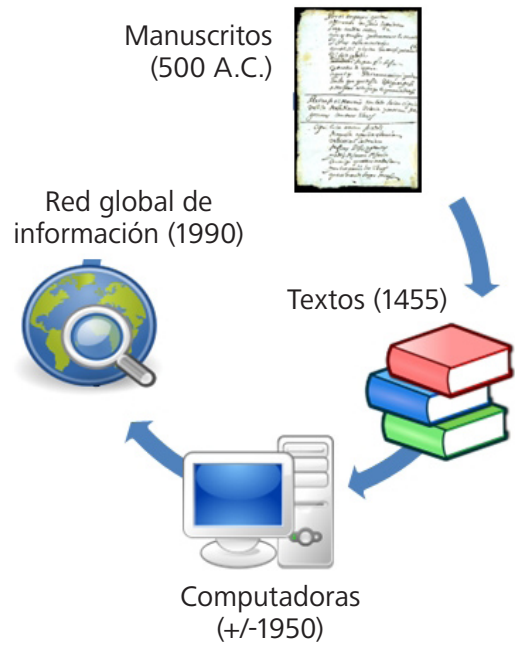 Manuscritos
(500 A.C.)
Textos (1455)
Computadoras
(+/-1950)
Red global de
información (1990)